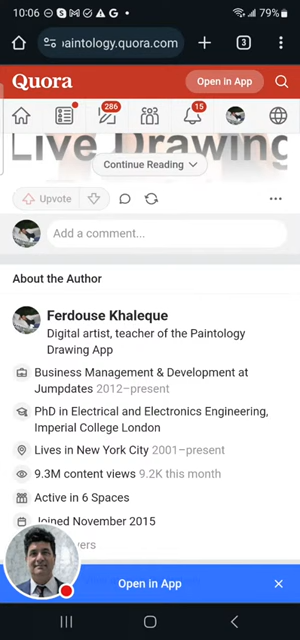 10:06
79%
paintology.quora.com
3
Quora
Open in App
286
15
Live Drawing
Continue Reading
Upvote
Add a comment...
About the Author
Ferdouse Khaleque
Digital artist, teacher of the Paintology
Drawing App
Business Management & Development at
Jumpdates 2012–present
PhD in Electrical and Electronics Engineering,
Imperial College London
Lives in New York City 2001–present
9.3M content views 9.2K this month
Active in 6 Spaces
Joined November 2015
Open in App